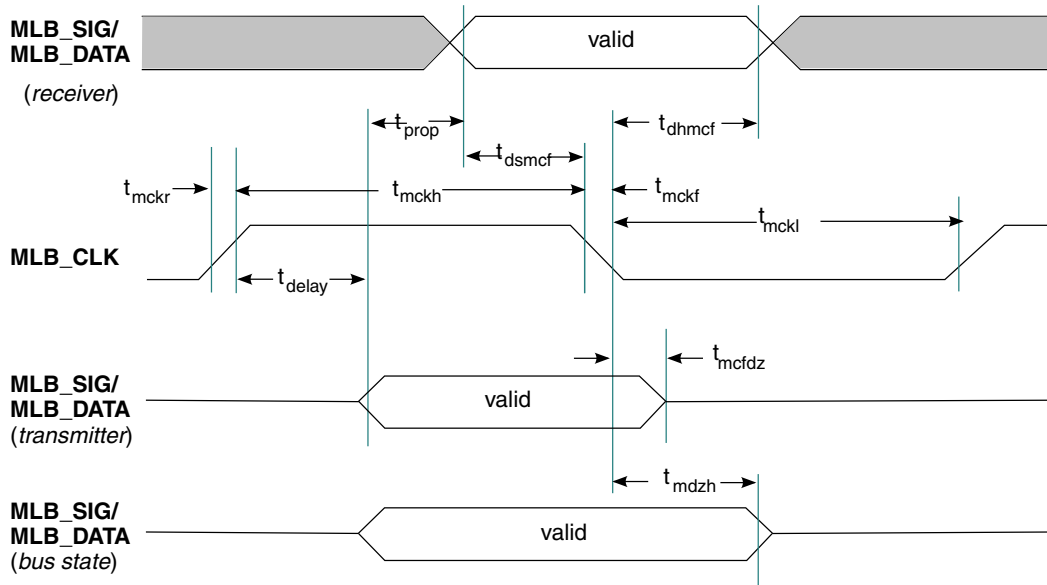 MLB_SIG/
MLB_DATA
(receiver)
valid
tprop
tdhmcf
tdsmcf
tmckr
tmckh
tmckf
tmckl
MLB_CLK
tdelay
tmcfdz
MLB_SIG/
MLB_DATA
(transmitter)
valid
tmdzh
MLB_SIG/
MLB_DATA
(bus state)
valid